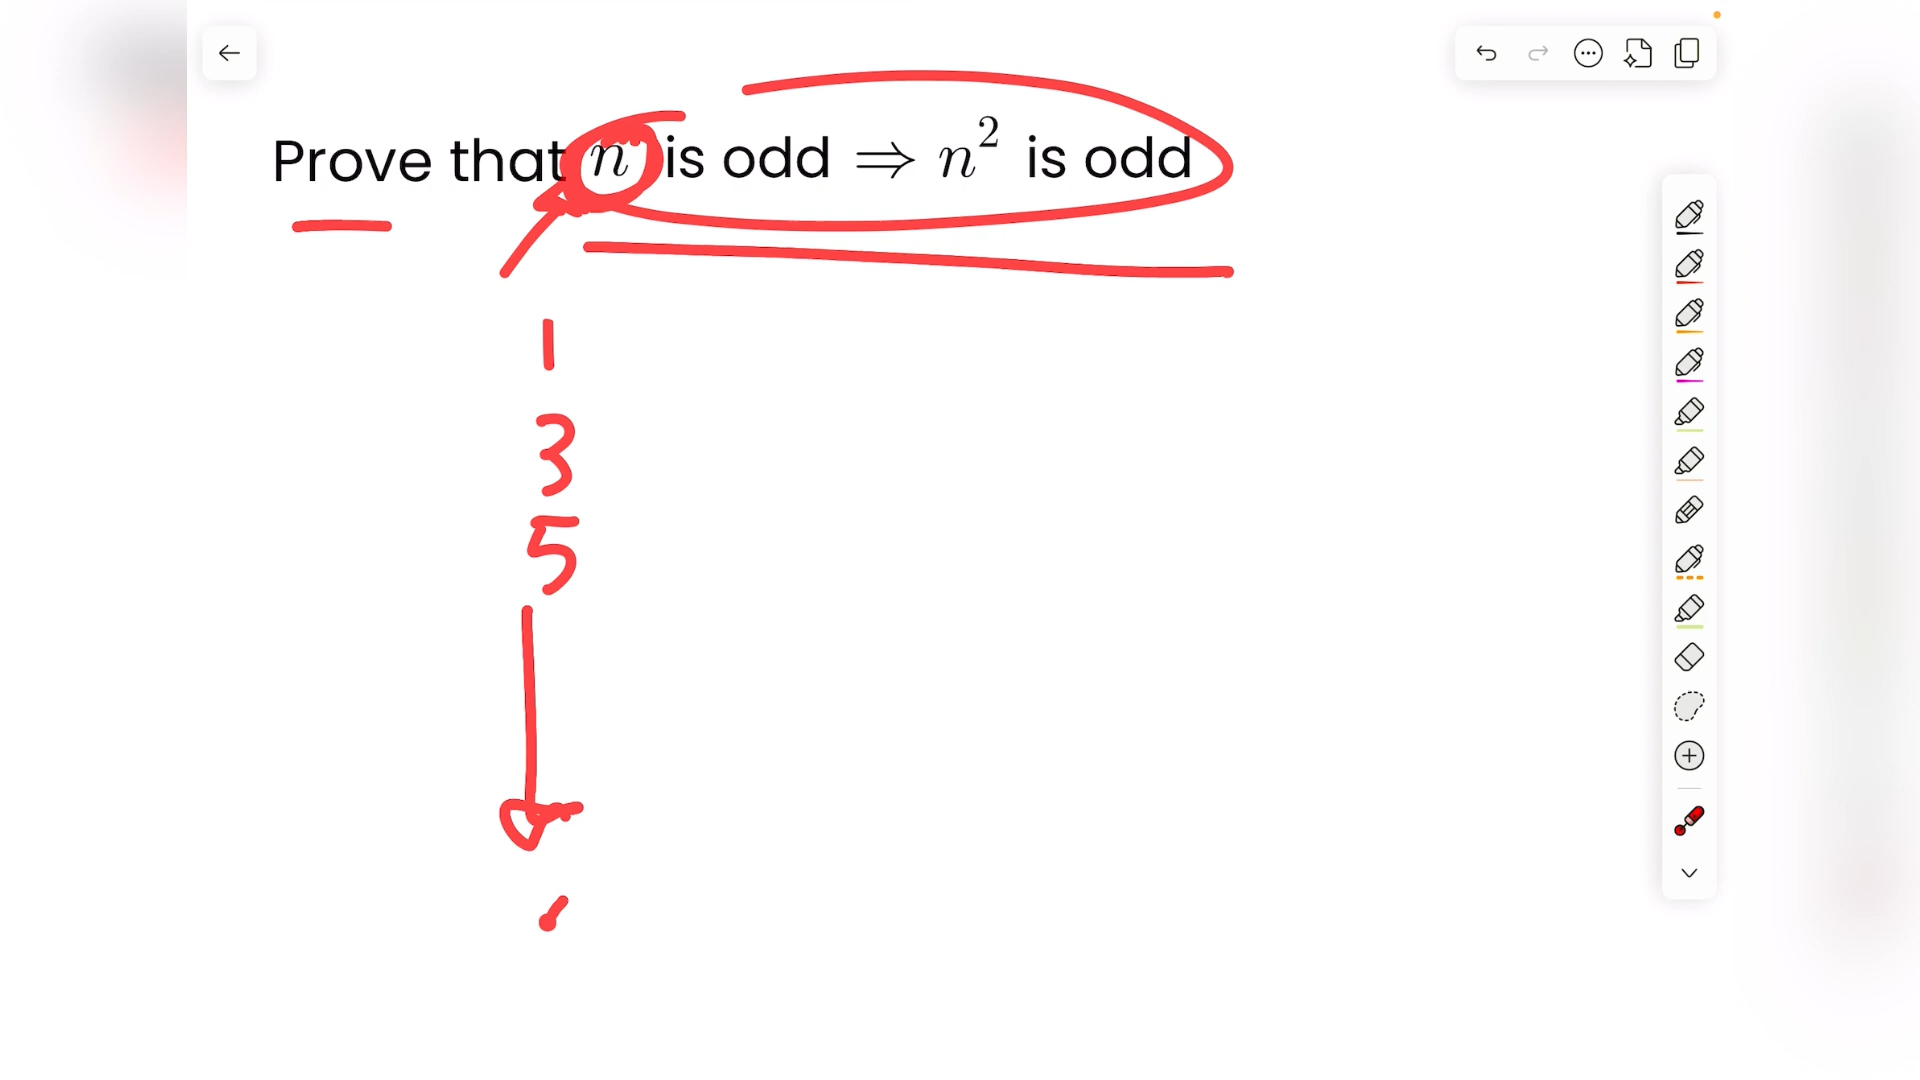 Prove that n is odd ⇒ n² is odd
1
3
5